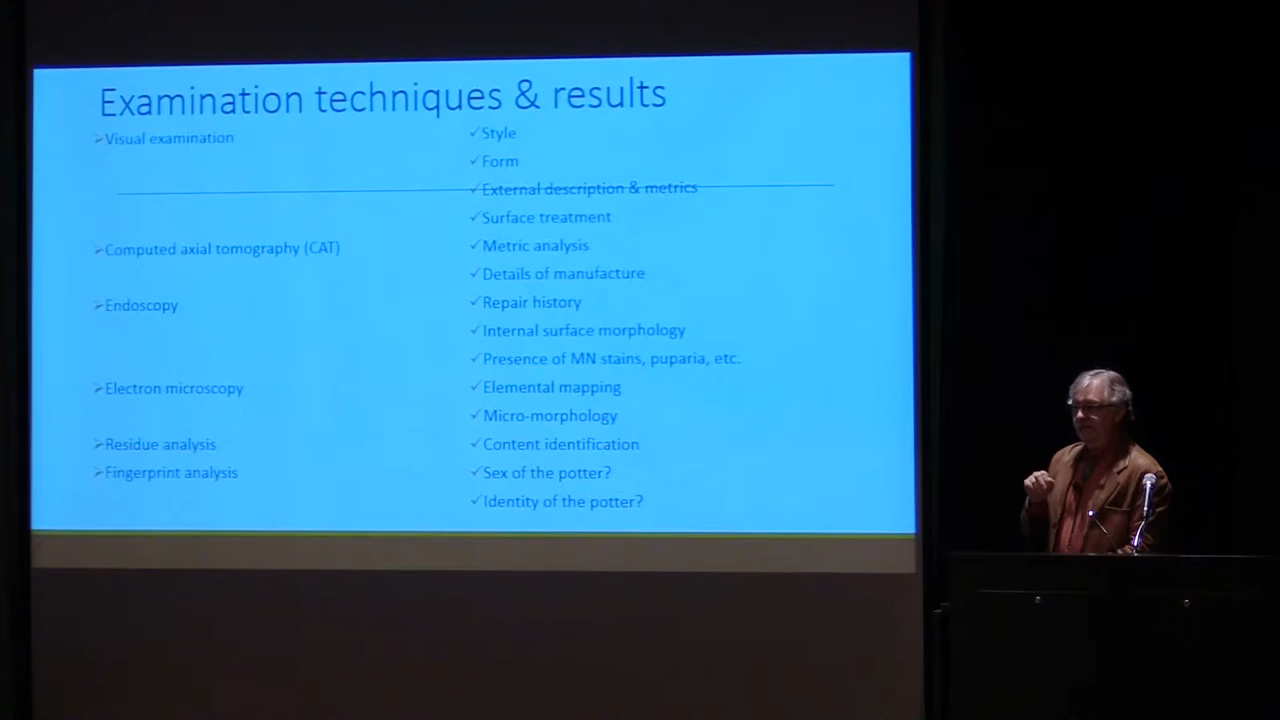 Examination techniques & results
➢Visual examination
✓Style
✓Form
✓External description & metrics
✓Surface treatment
➢Computed axial tomography (CAT)
✓Metric analysis
✓Details of manufacture
➢Endoscopy
✓Repair history
✓Internal surface morphology
✓Presence of MN stains, puparia, etc.
➢Electron microscopy
✓Elemental mapping
✓Micro-morphology
➢Residue analysis
✓Content identification
➢Fingerprint analysis
✓Sex of the potter?
✓Identity of the potter?